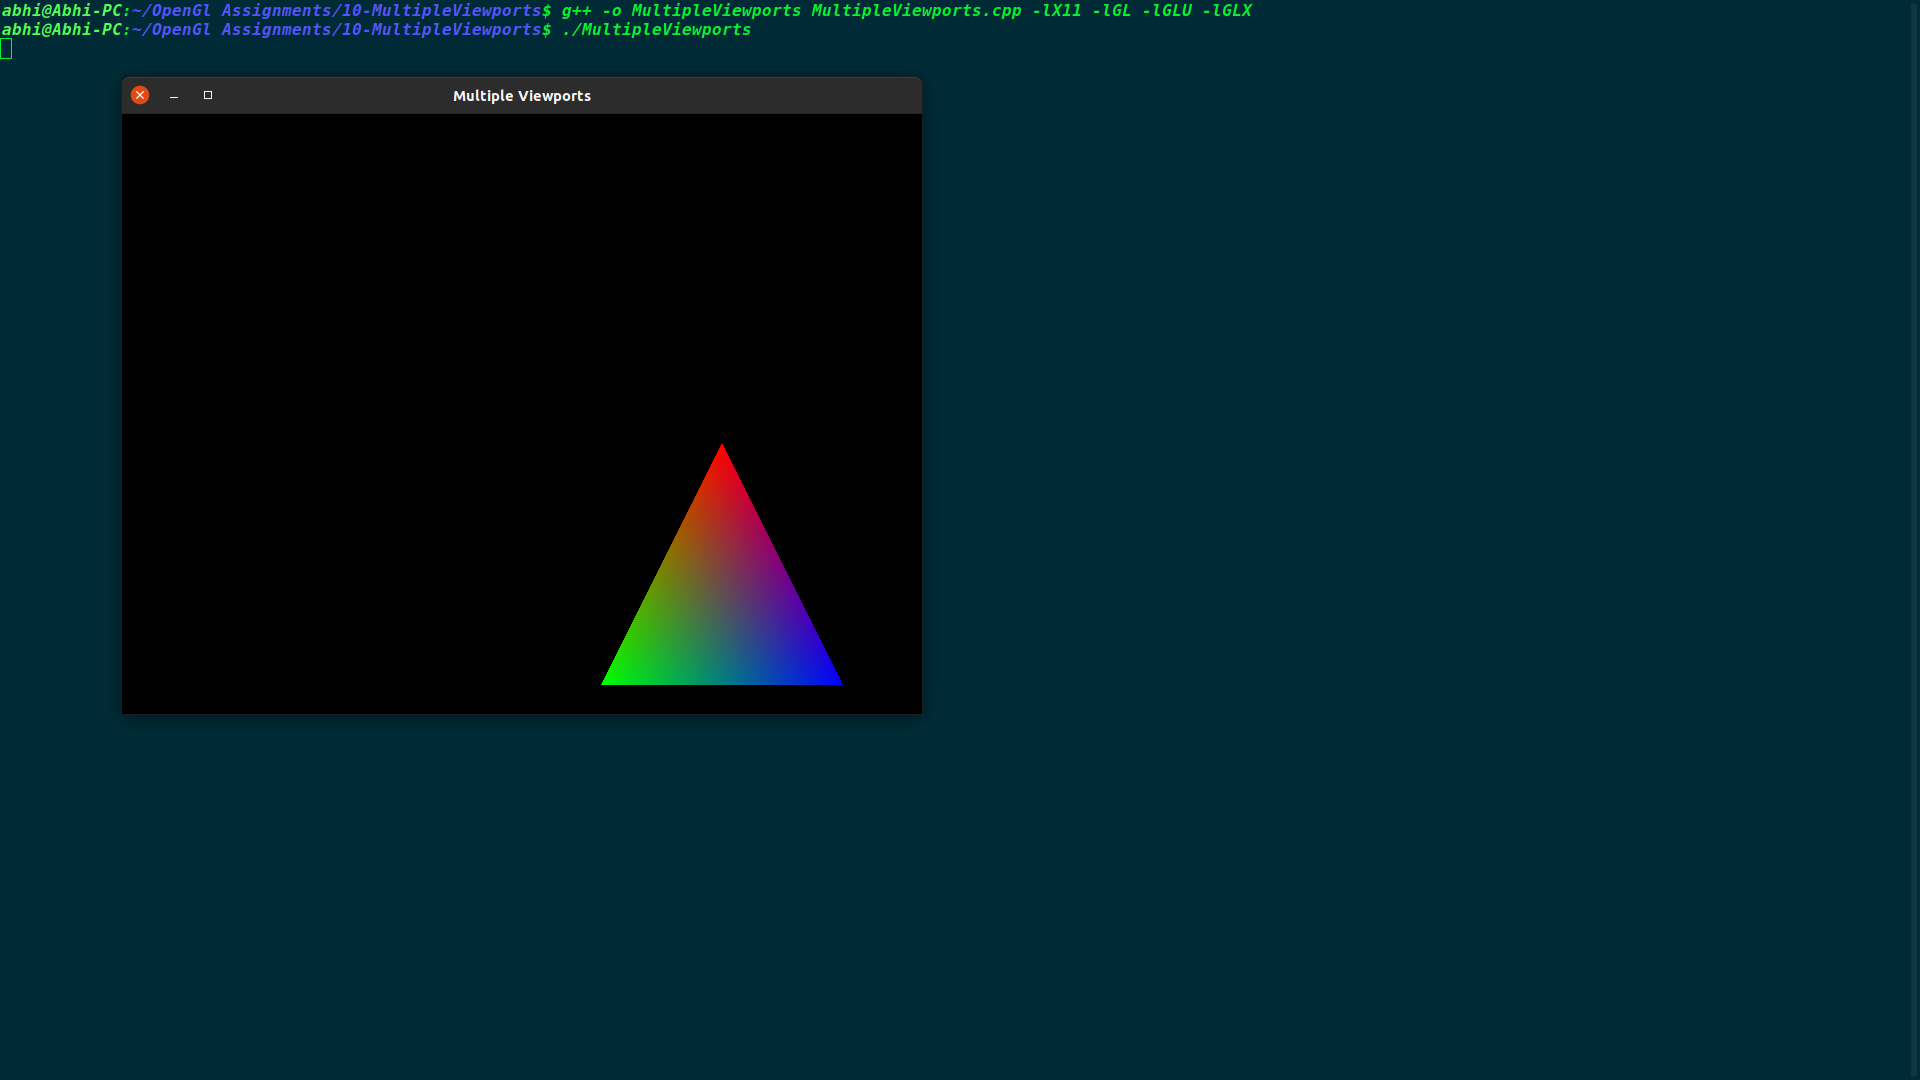 abhi@Abhi-PC:~/OpenGl Assignments/10-MultipleViewports$ g++ -o MultipleViewports MultipleViewports.cpp -lX11 -lGL -lGLU -lGLX
abhi@Abhi-PC:~/OpenGl Assignments/10-MultipleViewports$ ./MultipleViewports
Multiple Viewports